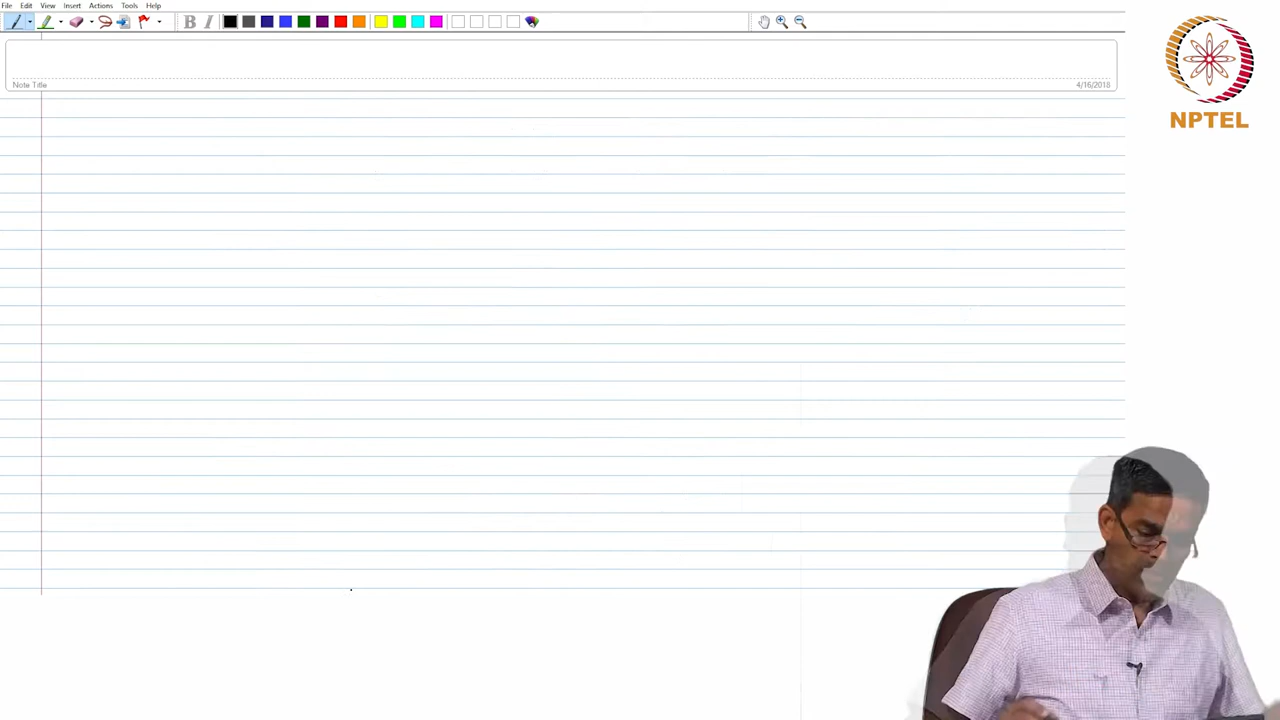 File Edit View Insert Actions Tools Help
B I
Note Title
4/16/2018
NPTEL